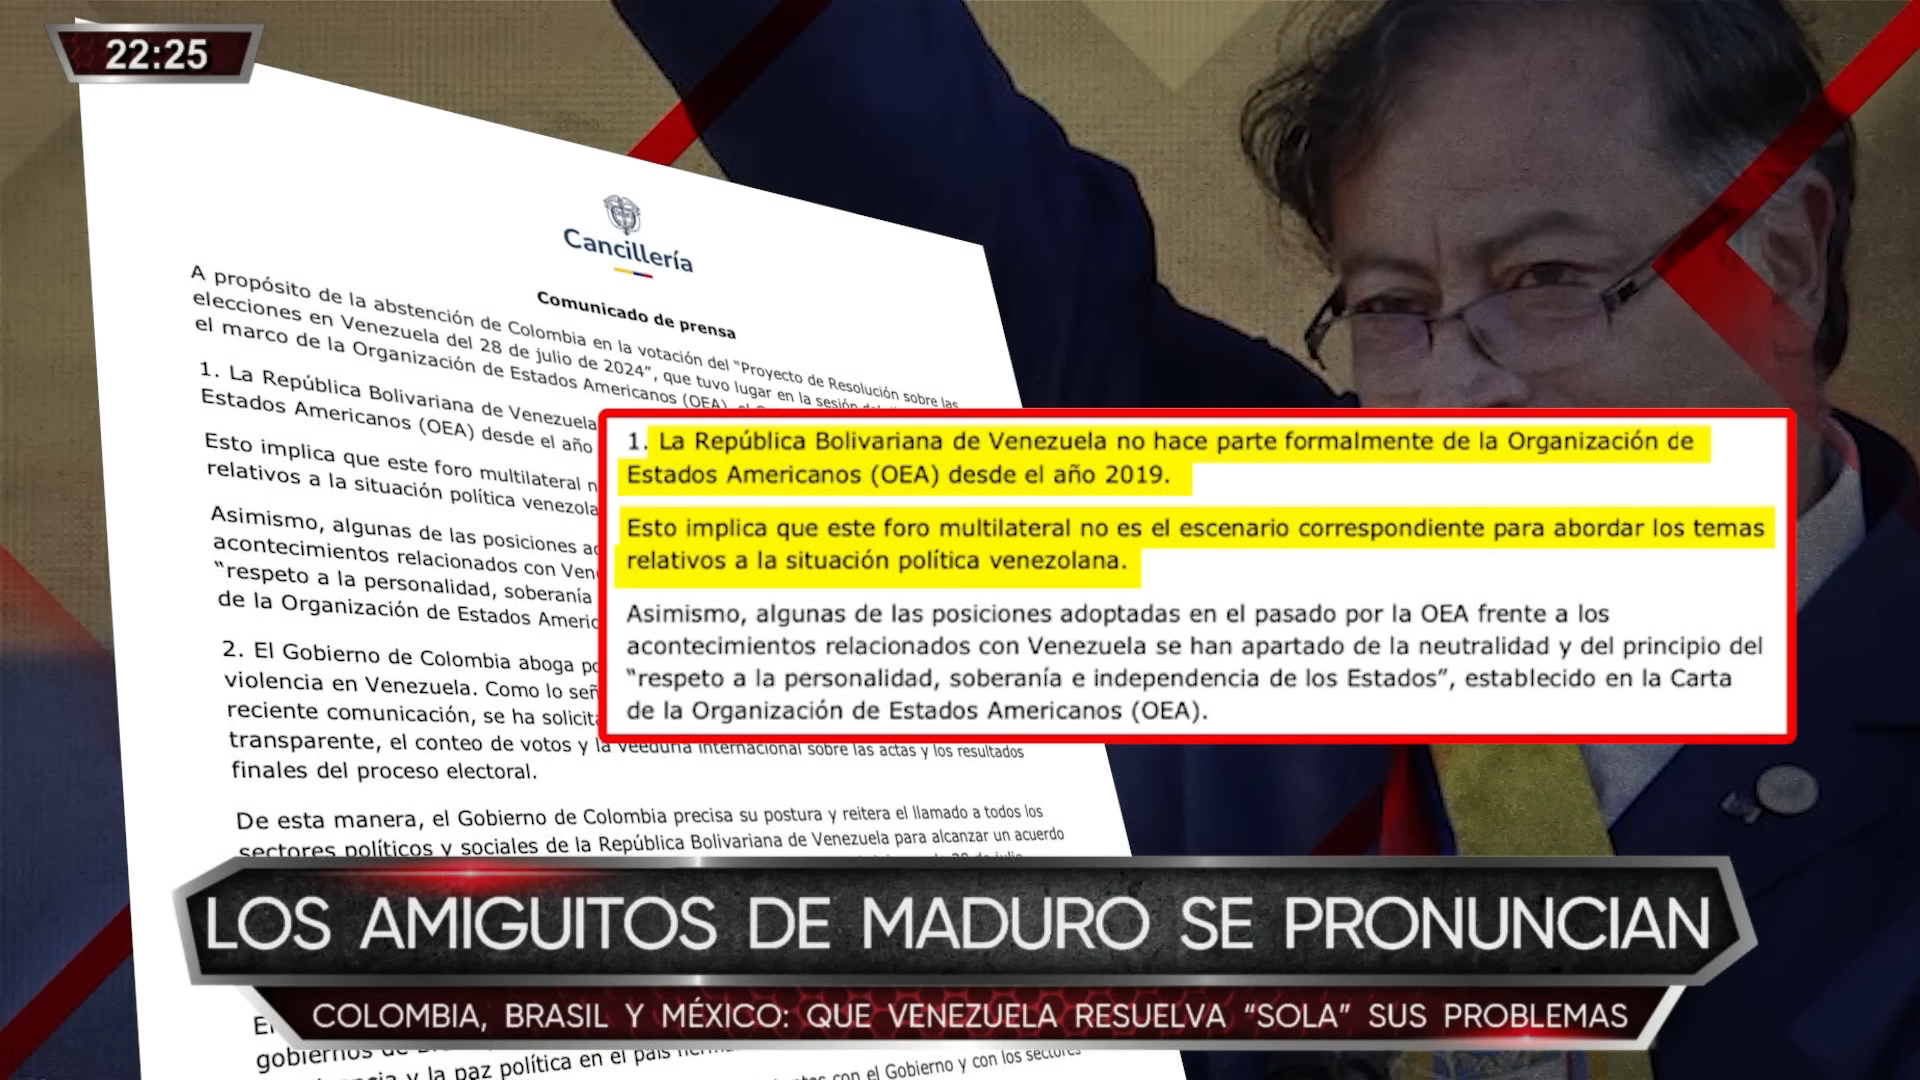 22:25
Cancillería
Comunicado de prensa
A propósito de la abstención de Colombia en la votación del “Proyecto de Resolución sobre las
elecciones en Venezuela del 28 de julio de 2024”, que tuvo lugar en la sesión
el marco de la Organización de Estados Americanos (OEA),
1. La República Bolivariana de Venezuela
Estados Americanos (OEA) desde el año
Esto implica que este foro multilateral
relativos a la situación política
Asimismo, algunas de las posiciones
acontecimientos relacionados con
“respeto a la personalidad, soberanía
de la Organización de Estados
2. El Gobierno de Colombia aboga
violencia en Venezuela. Como lo
reciente comunicación, se ha
transparente, el conteo de votos y la veeduría internacional sobre las actas y los resultados
finales del proceso electoral.
De esta manera, el Gobierno de Colombia precisa su postura y reitera el llamado a todos los
sectores políticos y sociales de la República Bolivariana de Venezuela para alcanzar un acuerdo
gobiernos
y la paz política en el país
con el Gobierno y con los sectores
1. La República Bolivariana de Venezuela no hace parte formalmente de la Organización de
Estados Americanos (OEA) desde el año 2019.
Esto implica que este foro multilateral no es el escenario correspondiente para abordar los temas
relativos a la situación política venezolana.
Asimismo, algunas de las posiciones adoptadas en el pasado por la OEA frente a los
acontecimientos relacionados con Venezuela se han apartado de la neutralidad y del principio del
“respeto a la personalidad, soberanía e independencia de los Estados”, establecido en la Carta
de la Organización de Estados Americanos (OEA).
LOS AMIGUITOS DE MADURO SE PRONUNCIAN
COLOMBIA, BRASIL Y MÉXICO: QUE VENEZUELA RESUELVA “SOLA” SUS PROBLEMAS